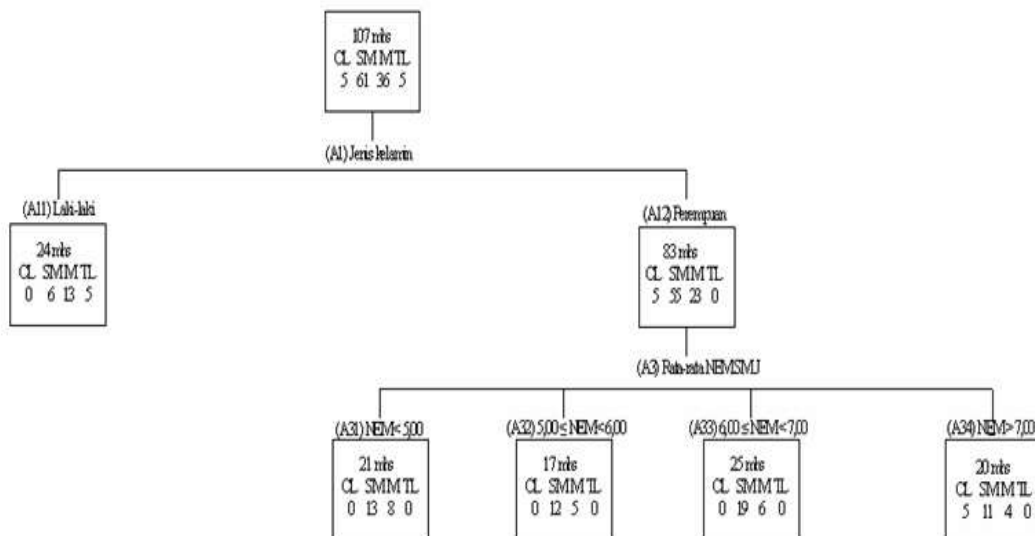 107 mhs
CL SM M TL
5 61 36 5
(A1) Jenis kelamin
(A11) Laki-laki
24 mhs
CL SM M TL
0 6 13 5
(A12) Perempuan
83 mhs
CL SM M TL
5 55 23 0
(A3) Rata-rata NEM SMU
(A31) NEM < 5,00
21 mhs
CL SM M TL
0 13 8 0
(A32) 5,00 ≤ NEM < 6,00
17 mhs
CL SM M TL
0 12 5 0
(A33) 6,00 ≤ NEM < 7,00
25 mhs
CL SM M TL
0 19 6 0
(A34) NEM > 7,00
20 mhs
CL SM M TL
5 11 4 0